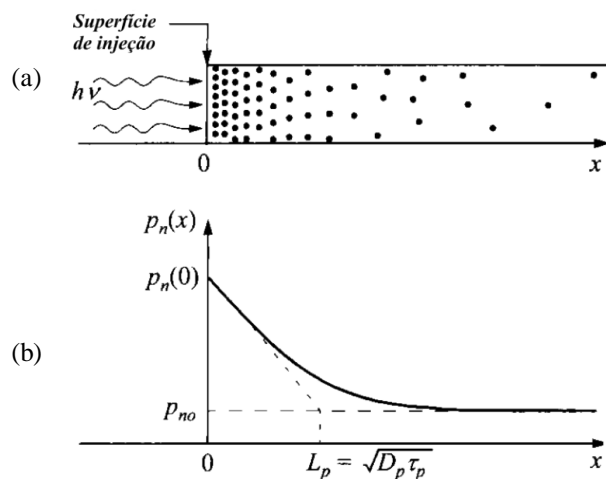 Superfície
de injeção
(a)
hν
0
x
pn(x)
pn(0)
(b)
pno
0
Lp = √Dpτp
x